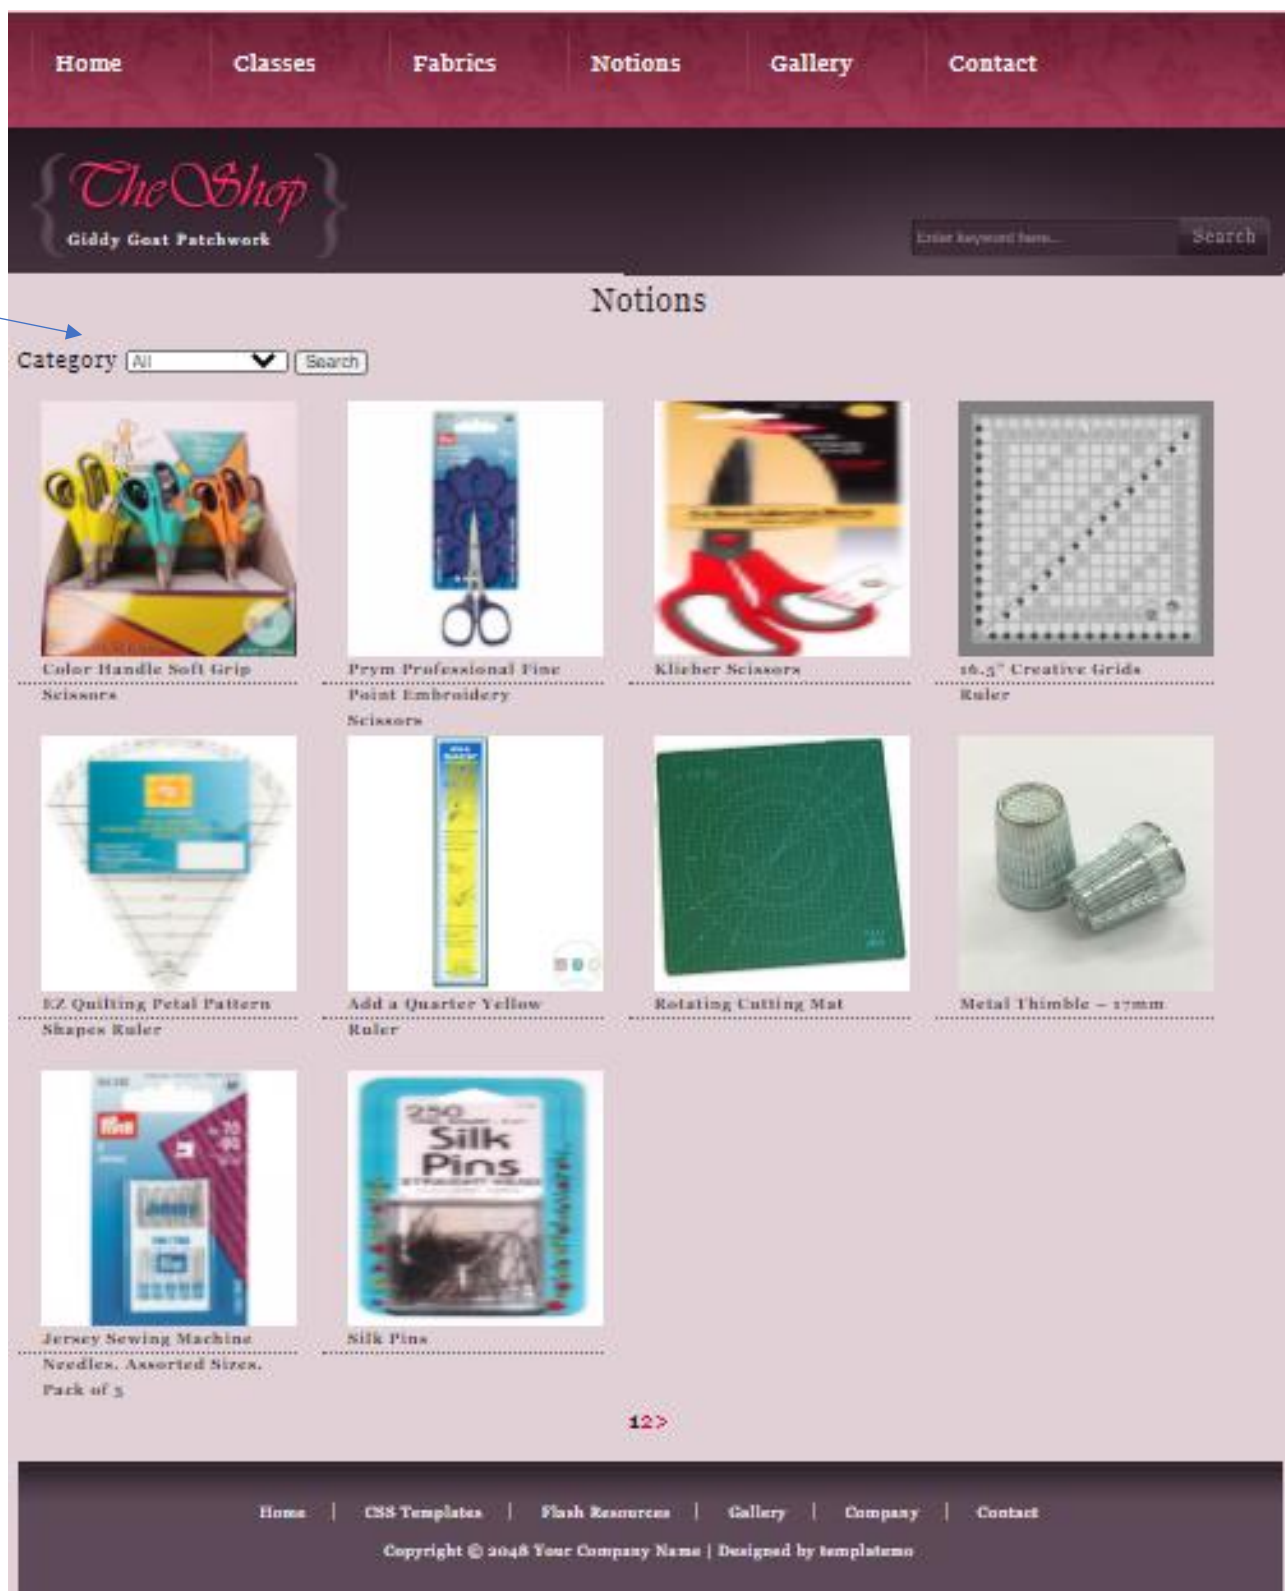 Home Classes Fabrics Notions Gallery Contact
The Shop
Giddy Goat Patchwork
Enter keyword here... Search
Notions
Category All Search
Color Handle Soft Grip
Scissors
Prym Professional Fine
Point Embroidery
Scissors
Klieber Scissors
16.5" Creative Grids
Ruler
EZ Quilting Petal Pattern
Shapes Ruler
Add a Quarter Yellow
Ruler
Rotating Cutting Mat
Metal Thimble – 17mm
250
Silk
Pins
Jersey Sewing Machine
Needles. Assorted Sizes.
Pack of 5
Silk Pins
12>
Home | CSS Templates | Flash Resources | Gallery | Company | Contact
Copyright © 2048 Your Company Name | Designed by templatemo